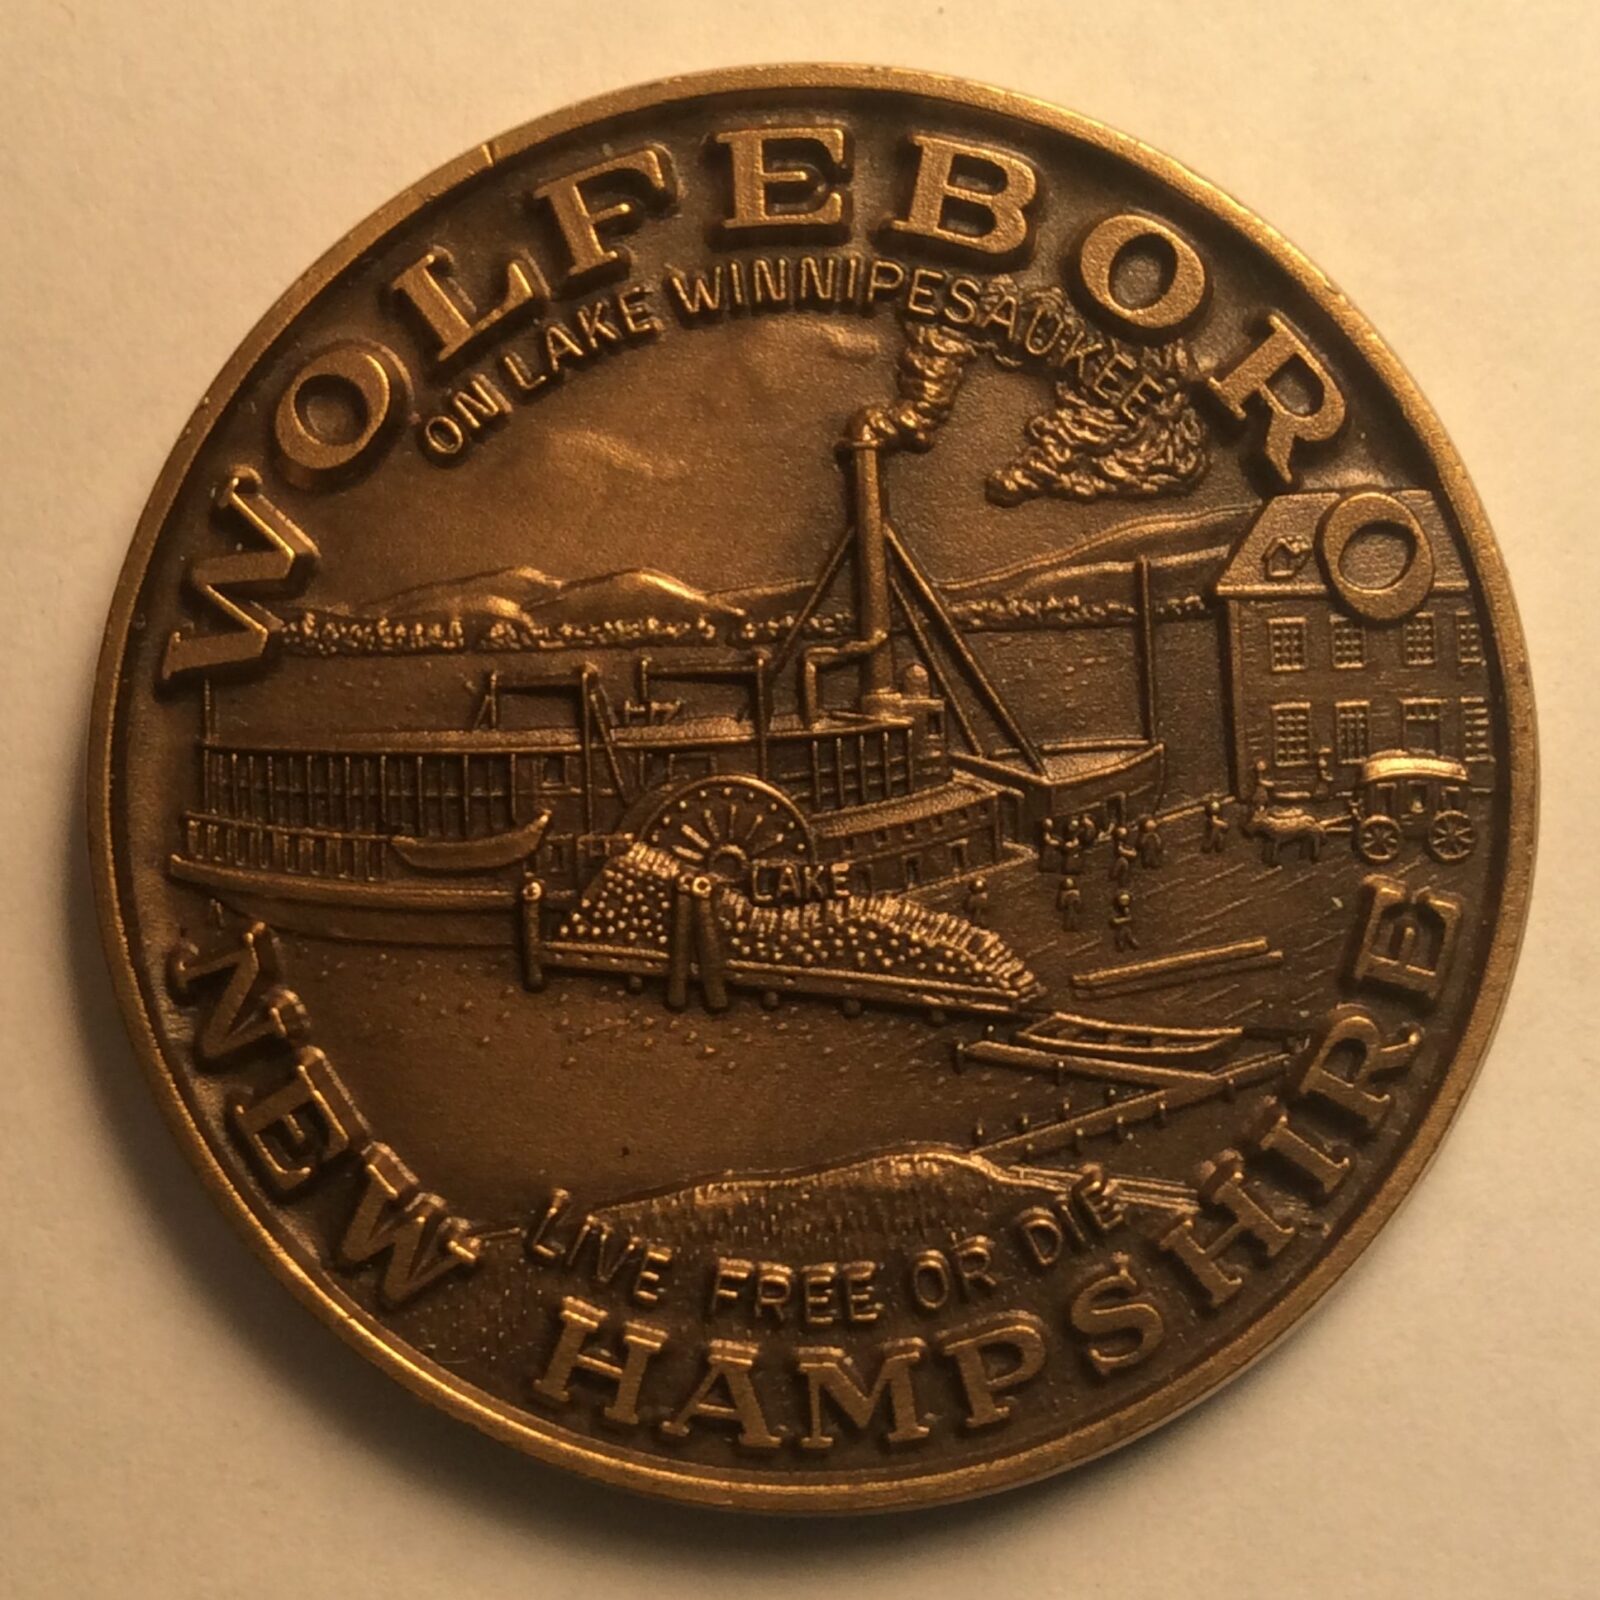 WOLFEBORO
ON LAKE WINNIPESAUKEE
LAKE
LIVE FREE OR DIE
NEW HAMPSHIRE